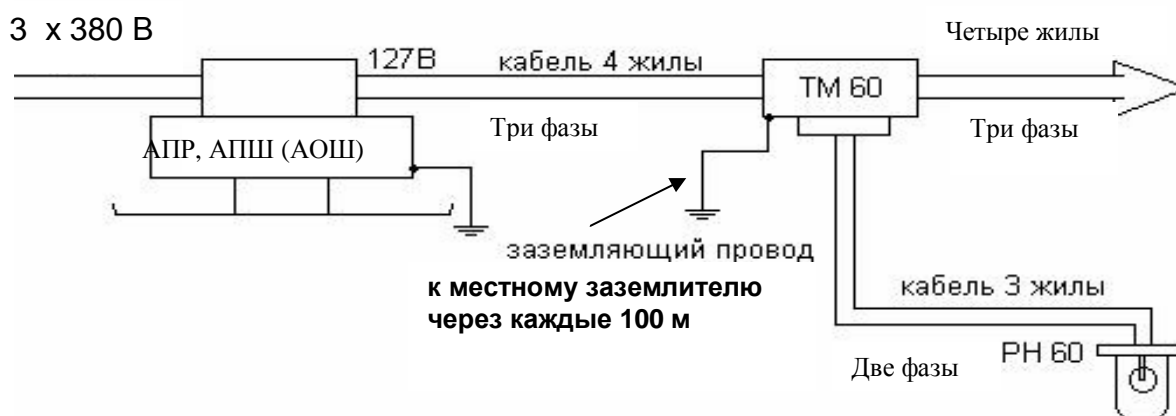 3 х 380 В
Четыре жилы
127В
кабель 4 жилы
ТМ 60
Три фазы
Три фазы
АПР, АПШ (АОШ)
заземляющий провод
к местному заземлителю
через каждые 100 м
кабель 3 жилы
РН 60
Две фазы